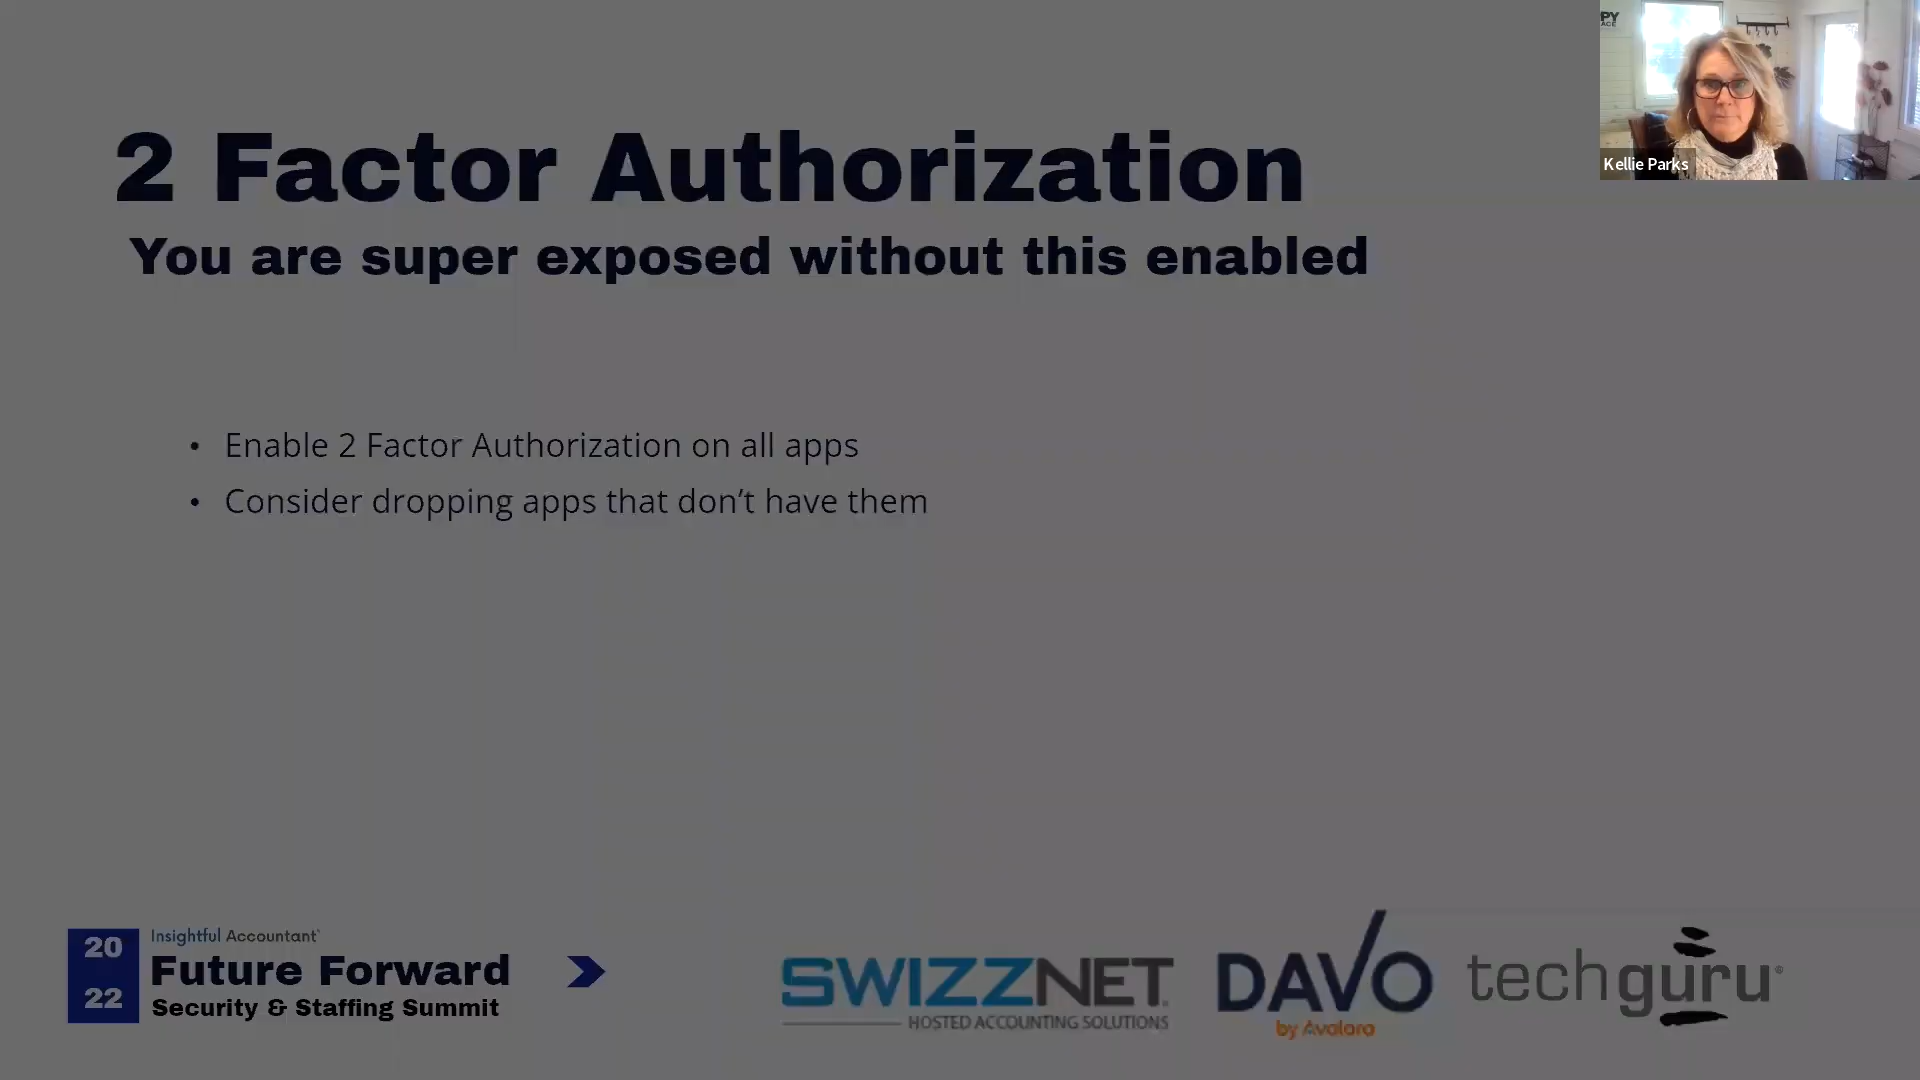 PY
ACE
Kellie Parks
2 Factor Authorization
You are super exposed without this enabled
• Enable 2 Factor Authorization on all apps
• Consider dropping apps that don’t have them
20
22
Insightful Accountant
Future Forward
Security & Staffing Summit
SWIZZNET
HOSTED ACCOUNTING SOLUTIONS
DAVO
by Avalara
techguru®